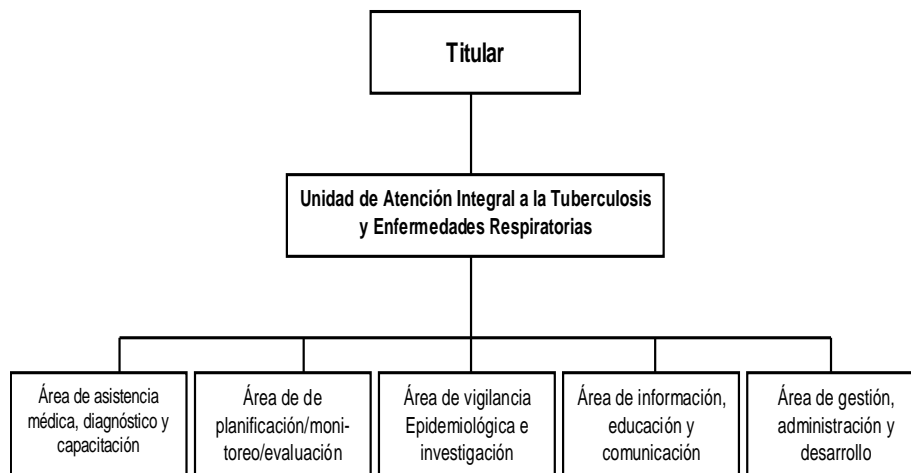 Titular
Unidad de Atención Integral a la Tuberculosis
y Enfermedades Respiratorias
Área de asistencia
médica, diagnóstico y
capacitación
Área de de
planificación/moni-
toreo/evaluación
Área de vigilancia
Epidemiológica e
investigación
Área de información,
educación y
comunicación
Área de gestión,
administración y
desarrollo